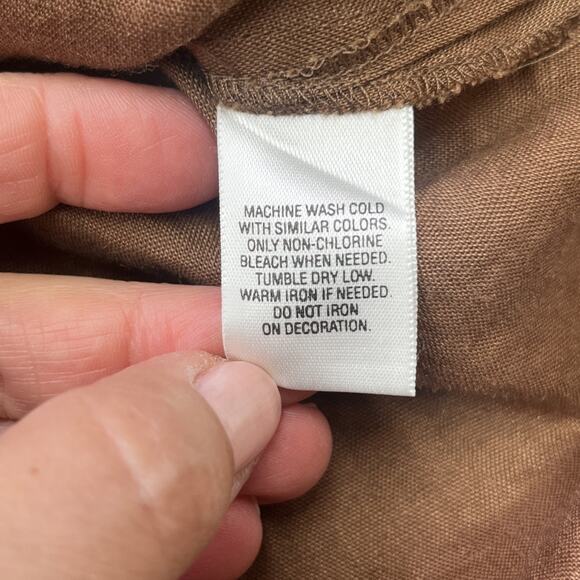 MACHINE WASH COLD
WITH SIMILAR COLORS.
ONLY NON-CHLORINE
BLEACH WHEN NEEDED.
TUMBLE DRY LOW.
WARM IRON IF NEEDED.
DO NOT IRON
ON DECORATION.